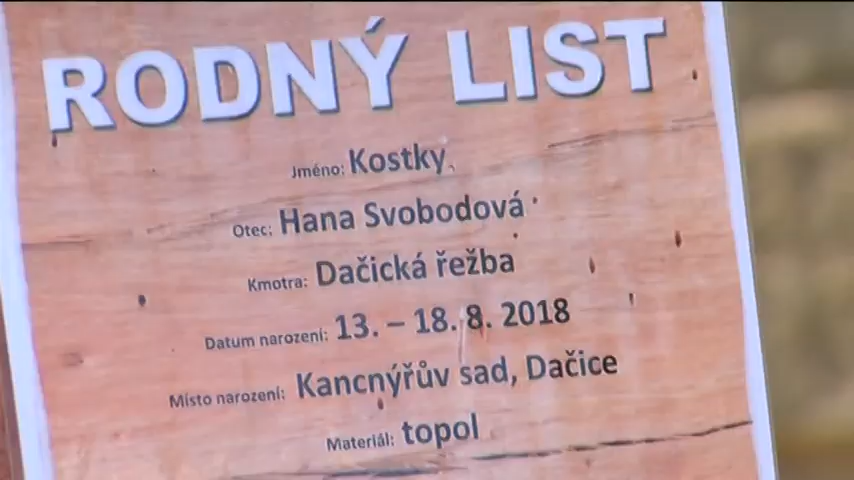 RODNÝ LIST
Jméno: Kostky
Otec: Hana Svobodová
Kmotra: Dačická řežba
Datum narození: 13. – 18. 8. 2018
Místo narození: Kancnýřův sad, Dačice
Materiál: topol